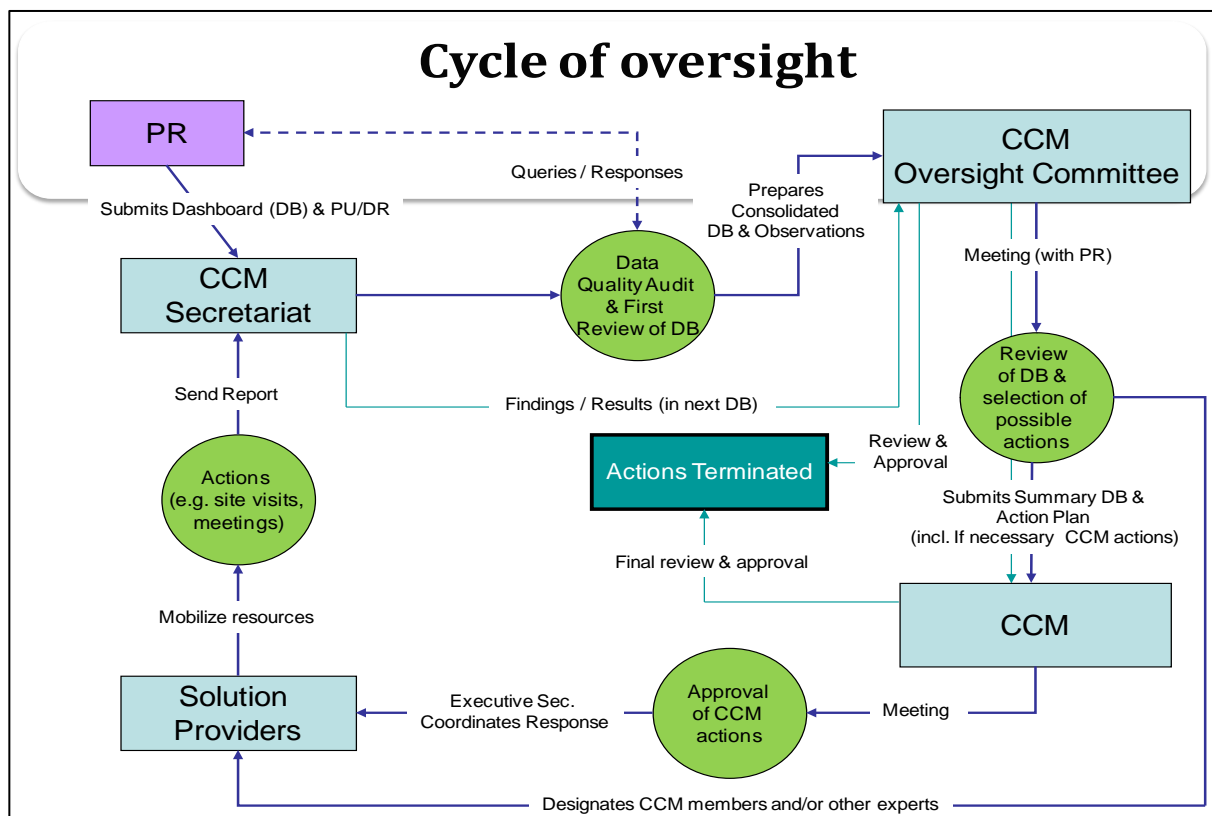 Cycle of oversight
PR
CCM
Oversight Committee
Queries / Responses
Prepares
Consolidated
DB & Observations
Submits Dashboard (DB) & PU/DR
CCM
Secretariat
Data
Quality Audit
& First
Review of DB
Meeting (with PR)
Review
of DB &
selection of
possible
actions
Send Report
Findings / Results (in next DB)
Review &
Approval
Actions Terminated
Actions
(e.g. site visits,
meetings)
Submits Summary DB &
Action Plan
(incl. If necessary CCM actions)
Final review & approval
Mobilize resources
CCM
Solution
Providers
Executive Sec.
Coordinates Response
Approval
of CCM
actions
Meeting
Designates CCM members and/or other experts